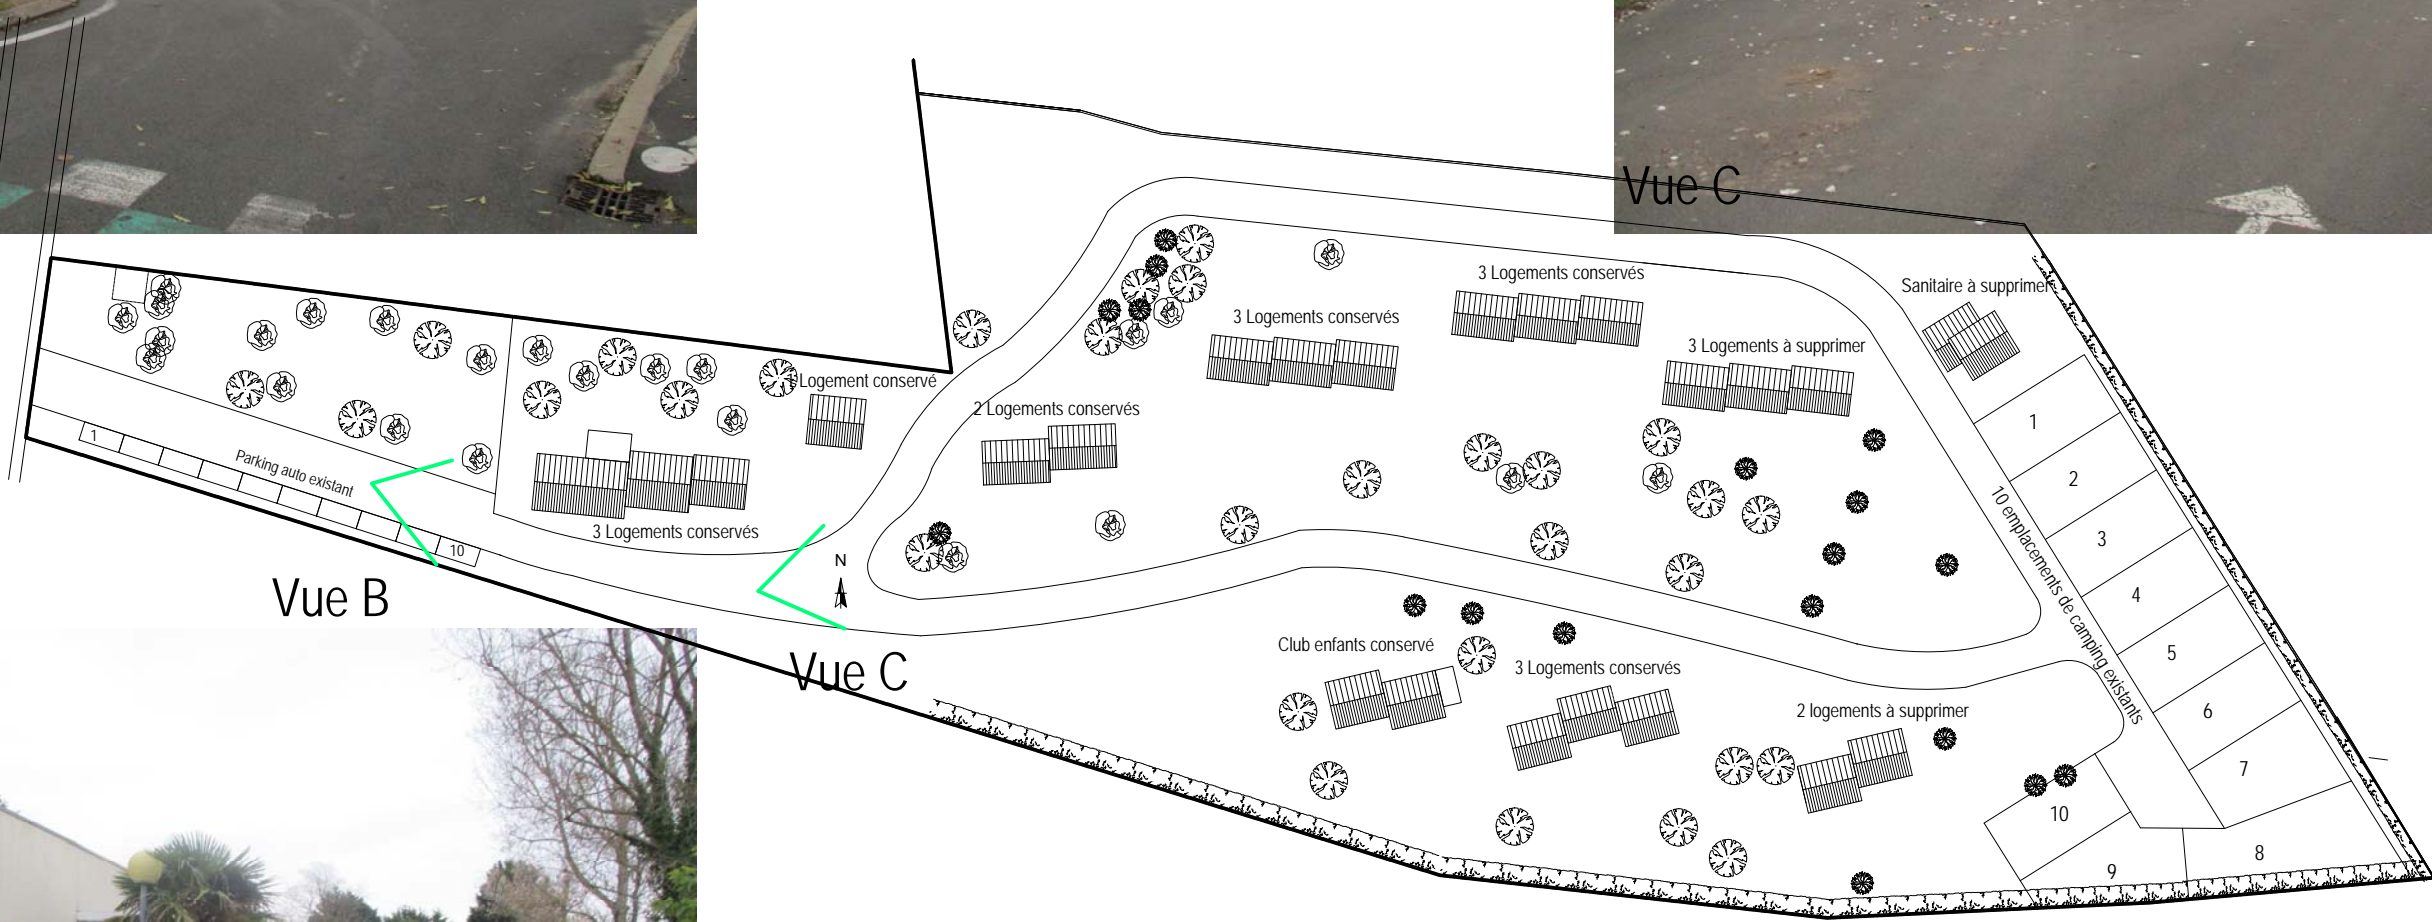 Vue C
3 Logements conservés
Sanitaire à supprimer
3 Logements conservés
3 Logements à supprimer
Logement conservé
2 Logements conservés
1
1
2
Parking auto existant
10 emplacements de camping existants
3 Logements conservés
10
3
N
4
Vue B
Club enfants conservé
5
3 Logements conservés
Vue C
2 logements à supprimer
6
7
10
8
9